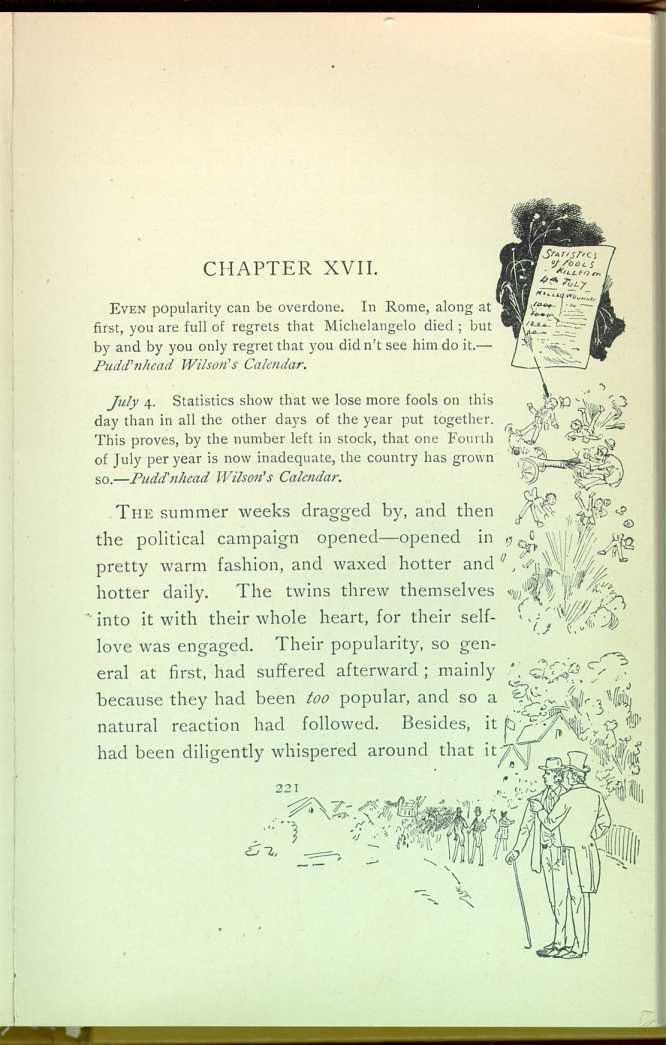 STATISTICS
of FOOLS
KILLED on
4th JULY
KILLED WOUNDED
CHAPTER XVII.
EVEN popularity can be overdone. In Rome, along at
first, you are full of regrets that Michelangelo died ; but
by and by you only regret that you did n't see him do it.—
Pudd'nhead Wilson's Calendar.
July 4. Statistics show that we lose more fools on this
day than in all the other days of the year put together.
This proves, by the number left in stock, that one Fourth
of July per year is now inadequate, the country has grown
so.—Pudd'nhead Wilson's Calendar.
THE summer weeks dragged by, and then
the political campaign opened—opened in
pretty warm fashion, and waxed hotter and
hotter daily. The twins threw themselves
into it with their whole heart, for their self-
love was engaged. Their popularity, so gen-
eral at first, had suffered afterward ; mainly
because they had been too popular, and so a
natural reaction had followed. Besides, it
had been diligently whispered around that it
221